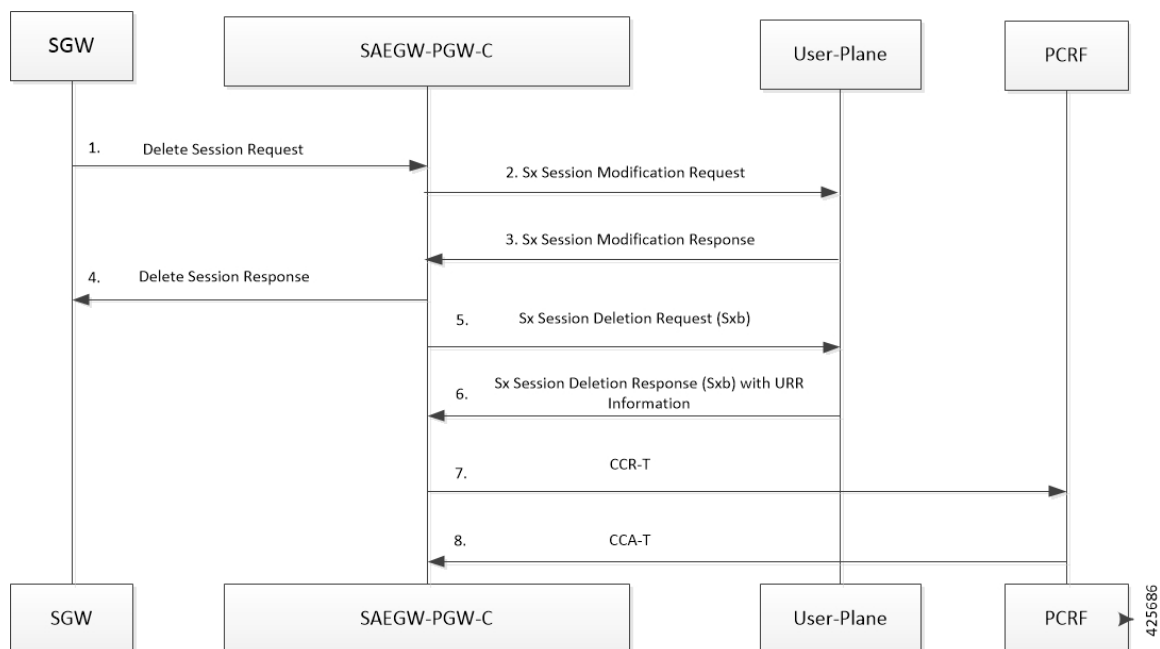 SGW
SAEGW-PGW-C
User-Plane
PCRF
1. Delete Session Request
2. Sx Session Modification Request
3. Sx Session Modification Response
4. Delete Session Response
5. Sx Session Deletion Request (Sxb)
6. Sx Session Deletion Response (Sxb) with URR
Information
7. CCR-T
8. CCA-T
SGW
SAEGW-PGW-C
User-Plane
PCRF
425686